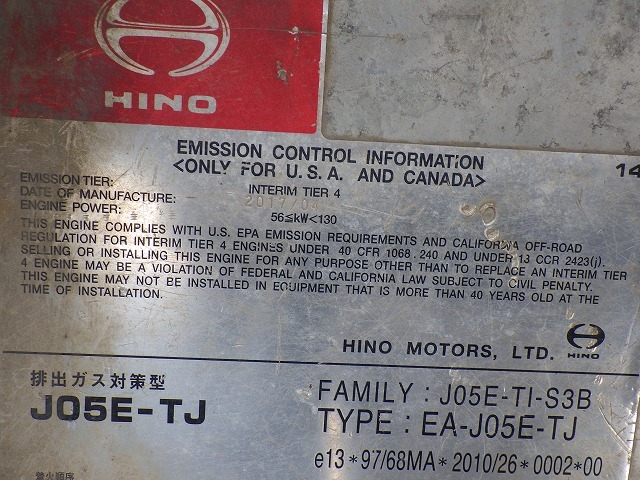 HINO
EMISSION CONTROL INFORMATION
<ONLY FOR U.S.A. AND CANADA>
14
EMISSION TIER: INTERIM TIER 4
DATE OF MANUFACTURE: 2017/04
ENGINE POWER: 56≤kW<130
THIS ENGINE COMPLIES WITH U.S. EPA EMISSION REQUIREMENTS AND CALIFORNIA OFF-ROAD
REGULATION FOR INTERIM TIER 4 ENGINES UNDER 40 CFR 1068.240 AND UNDER 13 CCR 2423(j).
SELLING OR INSTALLING THIS ENGINE FOR ANY PURPOSE OTHER THAN TO REPLACE AN INTERIM TIER
4 ENGINE MAY BE A VIOLATION OF FEDERAL AND CALIFORNIA LAW SUBJECT TO CIVIL PENALTY.
THIS ENGINE MAY NOT BE INSTALLED IN EQUIPMENT THAT IS MORE THAN 40 YEARS OLD AT THE
TIME OF INSTALLATION.
HINO MOTORS, LTD. HINO
排出ガス対策型
J05E-TJ
FAMILY : J05E-TI-S3B
TYPE : EA-J05E-TJ
e13*97/68MA*2010/26*0002*00